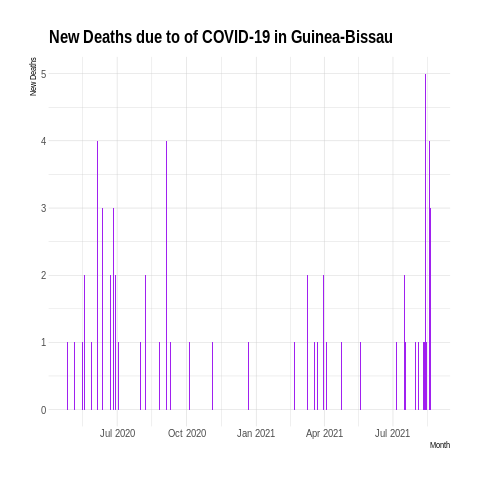 New Deaths due to of COVID-19 in Guinea-Bissau
New Deaths
5
4
3
2
1
0
Jul 2020 Oct 2020 Jan 2021 Apr 2021 Jul 2021
Month